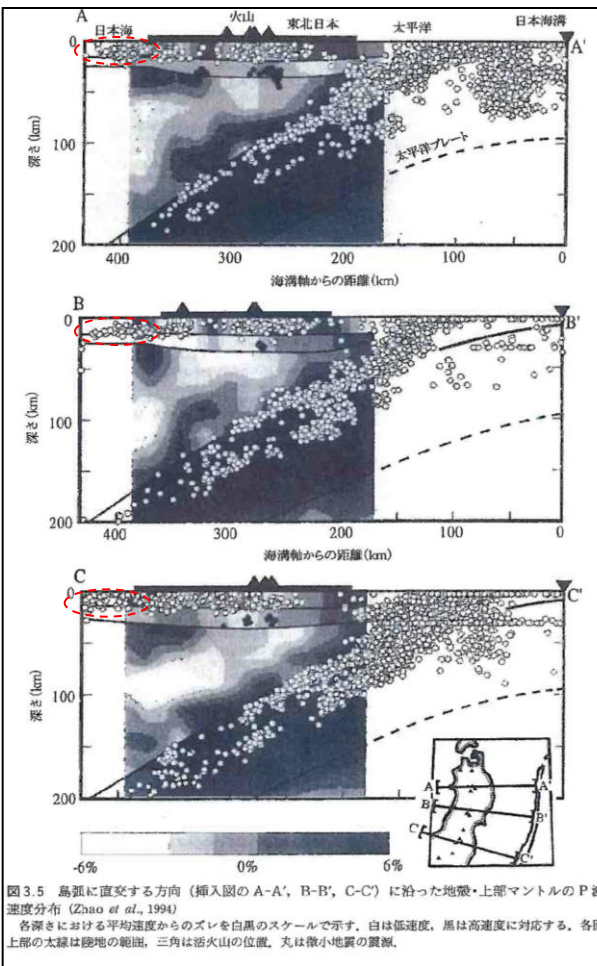 A
日本海
火山
東北日本
太平洋
日本海溝
A'
0
100
200
深さ(km)
太平洋プレート
400
300
200
100
0
海溝軸からの距離(km)
B
B'
0
100
200
深さ(km)
400
300
200
100
0
海溝軸からの距離(km)
C
C'
0
100
200
深さ(km)
A
A'
B
B'
C
C'
-6%
0%
6%
図3.5 島弧に直交する方向(挿入図のA-A', B-B', C-C')に沿った地殻・上部マントルのP波
速度分布 (Zhao et al., 1994)
各深さにおける平均速度からのズレを白黒のスケールで示す。白は低速度,黒は高速度に対応する。各図
上部の太線は陸地の範囲,三角は活火山の位置。丸は微小地震の震源。